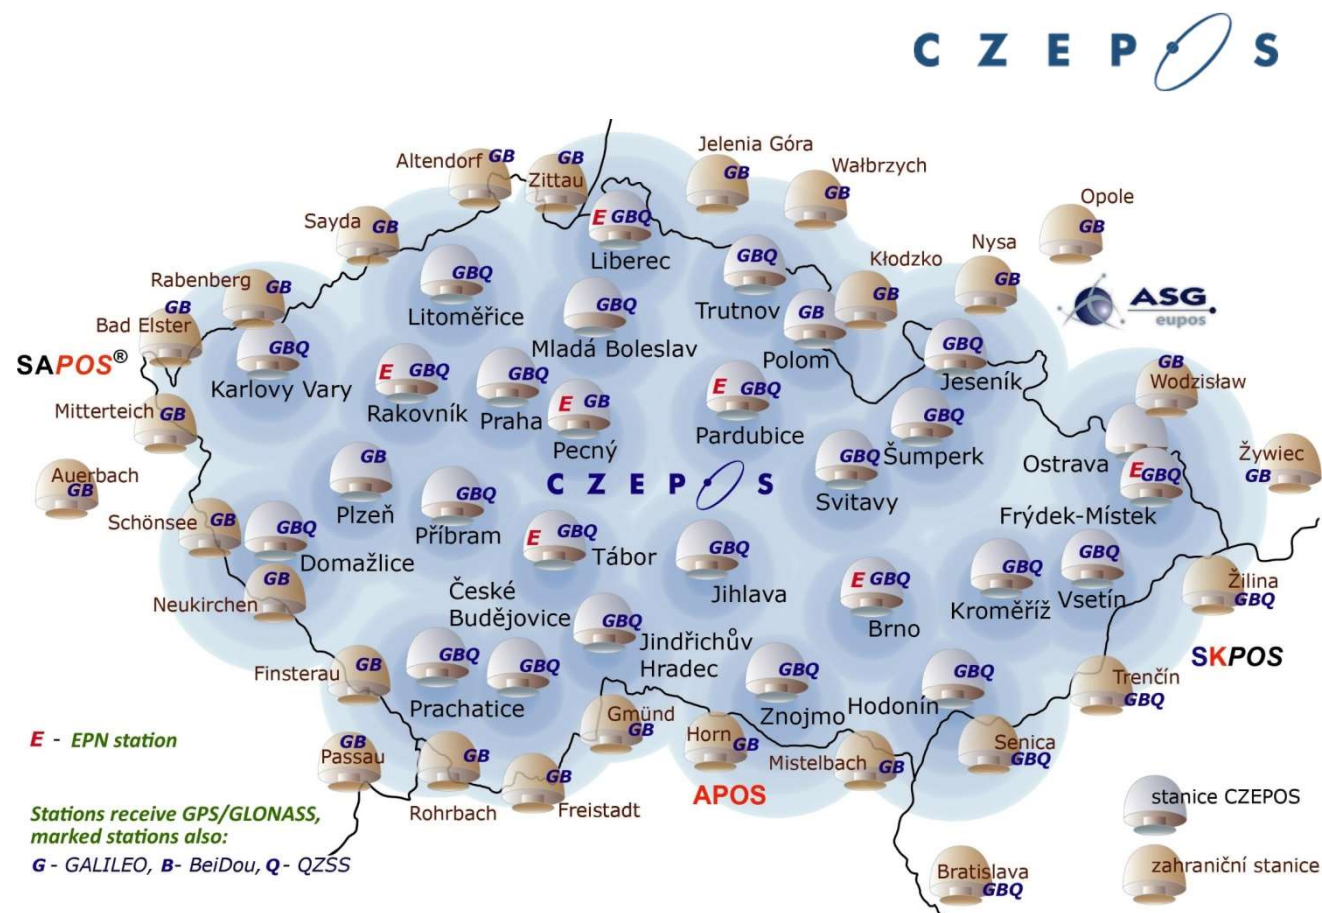 CZEPOS
Jelenia Góra
GB
Altendorf GB
GB
Zittau
Wałbrzych
GB
Opole
GB
Sayda
GB
E GBQ
Liberec
Nysa
GB
Kłodzko
GB
GBQ
Trutnov
Rabenberg
GB
GBQ
Litoměřice
GBQ
Mladá Boleslav
GB
Polom
ASG
eupos
GB
Bad Elster
SAPOS®
GBQ
Karlovy Vary
GBQ
Jeseník
GB
Wodzisław
E GBQ
Rakovník
GBQ
Praha
E GB
Pecný
E GBQ
Pardubice
Mitterteich GB
GBQ
Šumperk
Ostrava
Żywiec
GB
Auerbach
GB
GB
Plzeň
CZEPOS
GBQ
Svitavy
E GBQ
Frýdek-Místek
GBQ
Příbram
Schönsee GB
GBQ
Domažlice
E GBQ
Tábor
GBQ
Jihlava
E GBQ
Brno
GBQ
Kroměříž
GBQ
Vsetín
Žilina
GBQ
GB
Neukirchen
České
Budějovice
GBQ
Jindřichův
Hradec
SKPOS
Finsterau GB
GBQ
Prachatice
GBQ
GBQ
Znojmo
GBQ
Hodonín
Trenčín
GBQ
Gmünd
GB
Horn
GB
APOS
Mistelbach
GB
Senica
GBQ
E - EPN station
GB
Passau
GB
Rohrbach
GB
Freistadt
stanice CZEPOS
Stations receive GPS/GLONASS,
marked stations also:
G - GALILEO, B- BeiDou, Q - QZSS
Bratislava
GBQ
zahraniční stanice